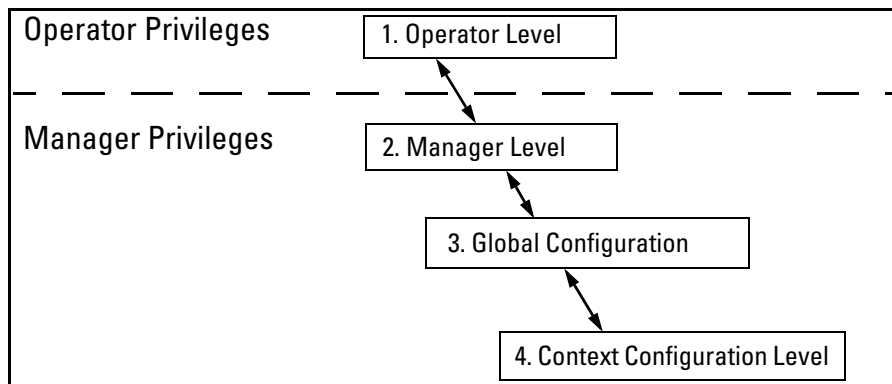 Operator Privileges
1. Operator Level
Manager Privileges
2. Manager Level
3. Global Configuration
4. Context Configuration Level